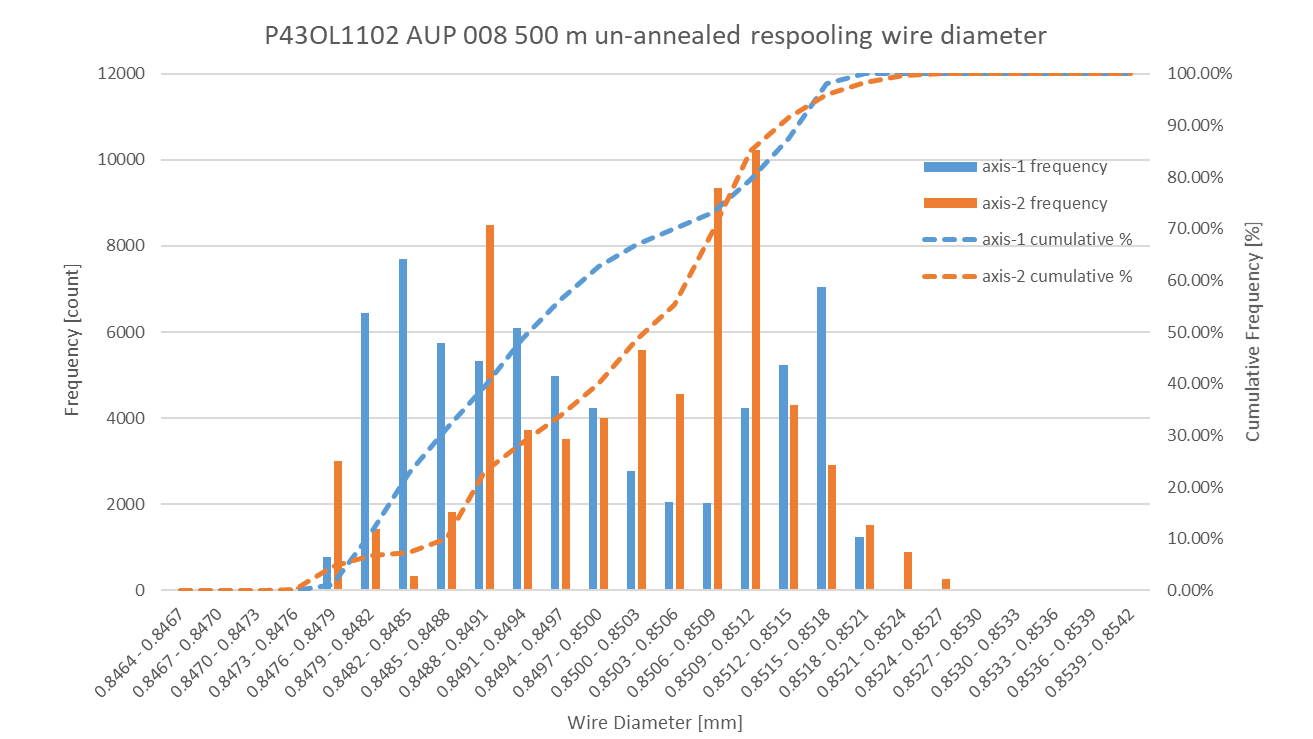 P43OL1102 AUP 008 500 m un-annealed respooling wire diameter
12000
10000
8000
6000
4000
2000
0
Frequency [count]
100.00%
90.00%
80.00%
70.00%
60.00%
50.00%
40.00%
30.00%
20.00%
10.00%
0.00%
Cumulative Frequency [%]
axis-1 frequency
axis-2 frequency
axis-1 cumulative %
axis-2 cumulative %
0.8464 - 0.8467
0.8467 - 0.8470
0.8470 - 0.8473
0.8473 - 0.8476
0.8476 - 0.8479
0.8479 - 0.8482
0.8482 - 0.8485
0.8485 - 0.8488
0.8488 - 0.8491
0.8491 - 0.8494
0.8494 - 0.8497
0.8497 - 0.8500
0.8500 - 0.8503
0.8503 - 0.8506
0.8506 - 0.8509
0.8509 - 0.8512
0.8512 - 0.8515
0.8515 - 0.8518
0.8518 - 0.8521
0.8521 - 0.8524
0.8524 - 0.8527
0.8527 - 0.8530
0.8530 - 0.8533
0.8533 - 0.8536
0.8536 - 0.8539
0.8539 - 0.8542
Wire Diameter [mm]